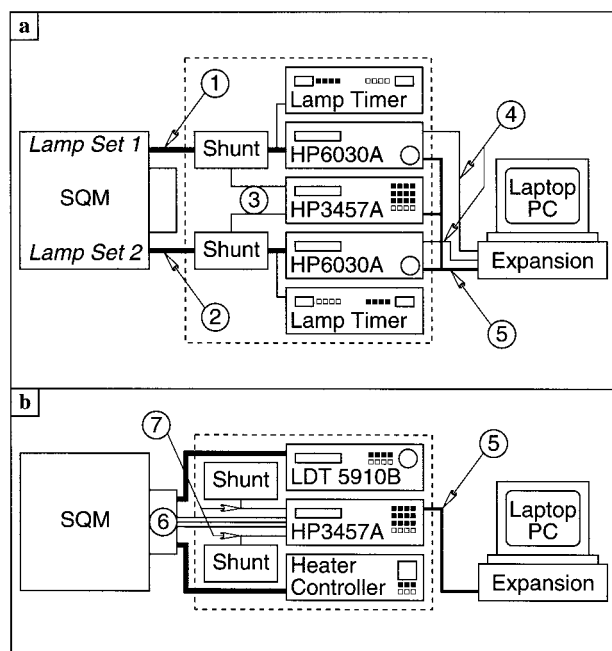 a
1
Lamp Timer
4
Lamp Set 1
Shunt
HP6030A
SQM
3
HP3457A
Laptop
PC
Lamp Set 2
Shunt
HP6030A
Expansion
2
Lamp Timer
5
b
7
5
Shunt
LDT 5910B
SQM
6
HP3457A
Laptop
PC
Shunt
Heater
Controller
Expansion